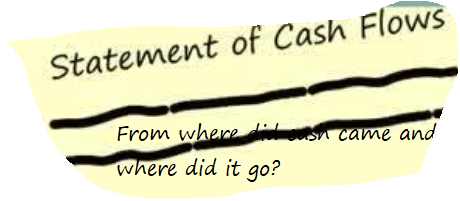 Statement of Cash Flows
From where did cash came and
where did it go?